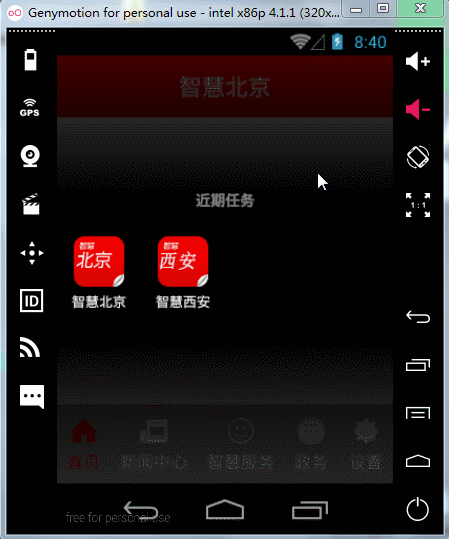 Genymotion for personal use - intel x86p 4.1.1 (320x...
8:40
智慧北京
GPS
近期任务
1:1
智慧 北京
智慧 西安
智慧北京
智慧西安
ID
首页 新闻中心 智慧服务 政务 设置
free for personal use